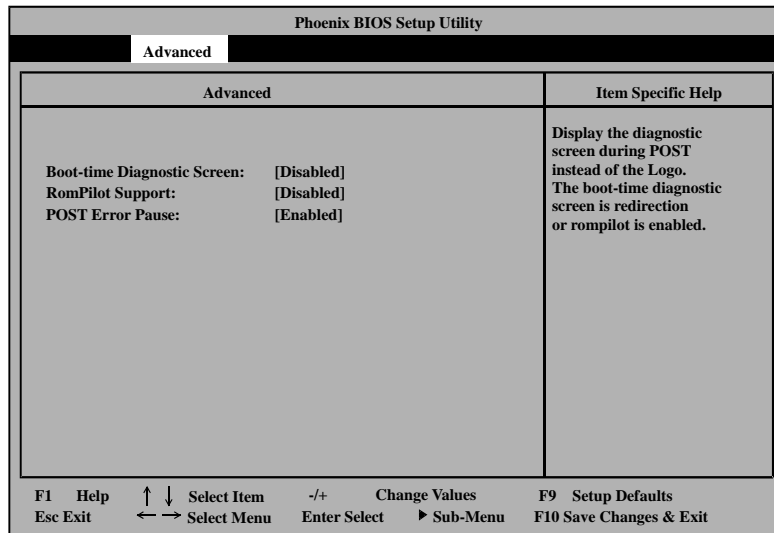 Phoenix BIOS Setup Utility
Advanced
Advanced
Item Specific Help
Boot-time Diagnostic Screen: [Disabled]
RomPilot Support: [Disabled]
POST Error Pause: [Enabled]
Display the diagnostic
screen during POST
instead of the Logo.
The boot-time diagnostic
screen is redirection
or rompilot is enabled.
F1 Help ↑ ↓ Select Item -/+ Change Values F9 Setup Defaults
Esc Exit ← → Select Menu Enter Select ▶ Sub-Menu F10 Save Changes & Exit